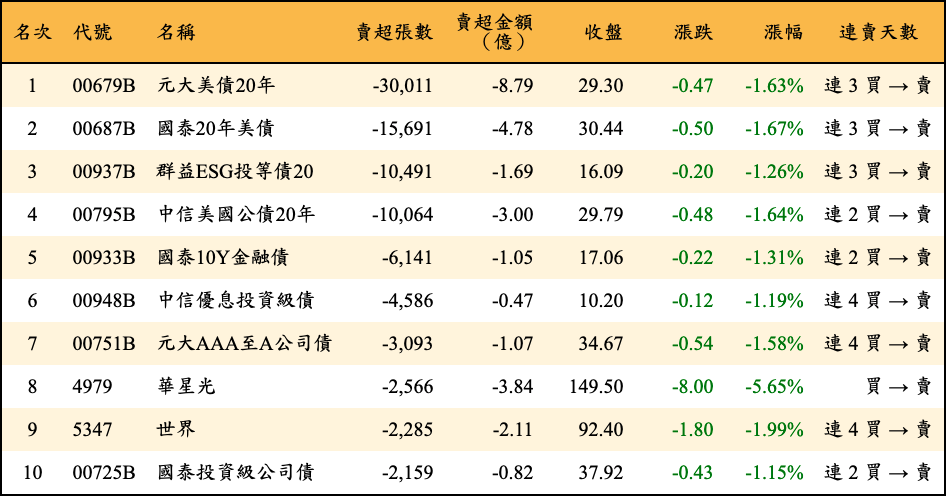 名次 代號 名稱 賣超張數 賣超金額（億） 收盤 漲跌 漲幅 連賣天數
1 00679B 元大美債20年 -30,011 -8.79 29.30 -0.47 -1.63% 連 3 買 → 賣
2 00687B 國泰20年美債 -15,691 -4.78 30.44 -0.50 -1.67% 連 3 買 → 賣
3 00937B 群益ESG投等債20 -10,491 -1.69 16.09 -0.20 -1.26% 連 3 買 → 賣
4 00795B 中信美國公債20年 -10,064 -3.00 29.79 -0.48 -1.64% 連 2 買 → 賣
5 00933B 國泰10Y金融債 -6,141 -1.05 17.06 -0.22 -1.31% 連 2 買 → 賣
6 00948B 中信優息投資級債 -4,586 -0.47 10.20 -0.12 -1.19% 連 4 買 → 賣
7 00751B 元大AAA至A公司債 -3,093 -1.07 34.67 -0.54 -1.58% 連 4 買 → 賣
8 4979 華星光 -2,566 -3.84 149.50 -8.00 -5.65% 買 → 賣
9 5347 世界 -2,285 -2.11 92.40 -1.80 -1.99% 連 4 買 → 賣
10 00725B 國泰投資級公司債 -2,159 -0.82 37.92 -0.43 -1.15% 連 2 買 → 賣